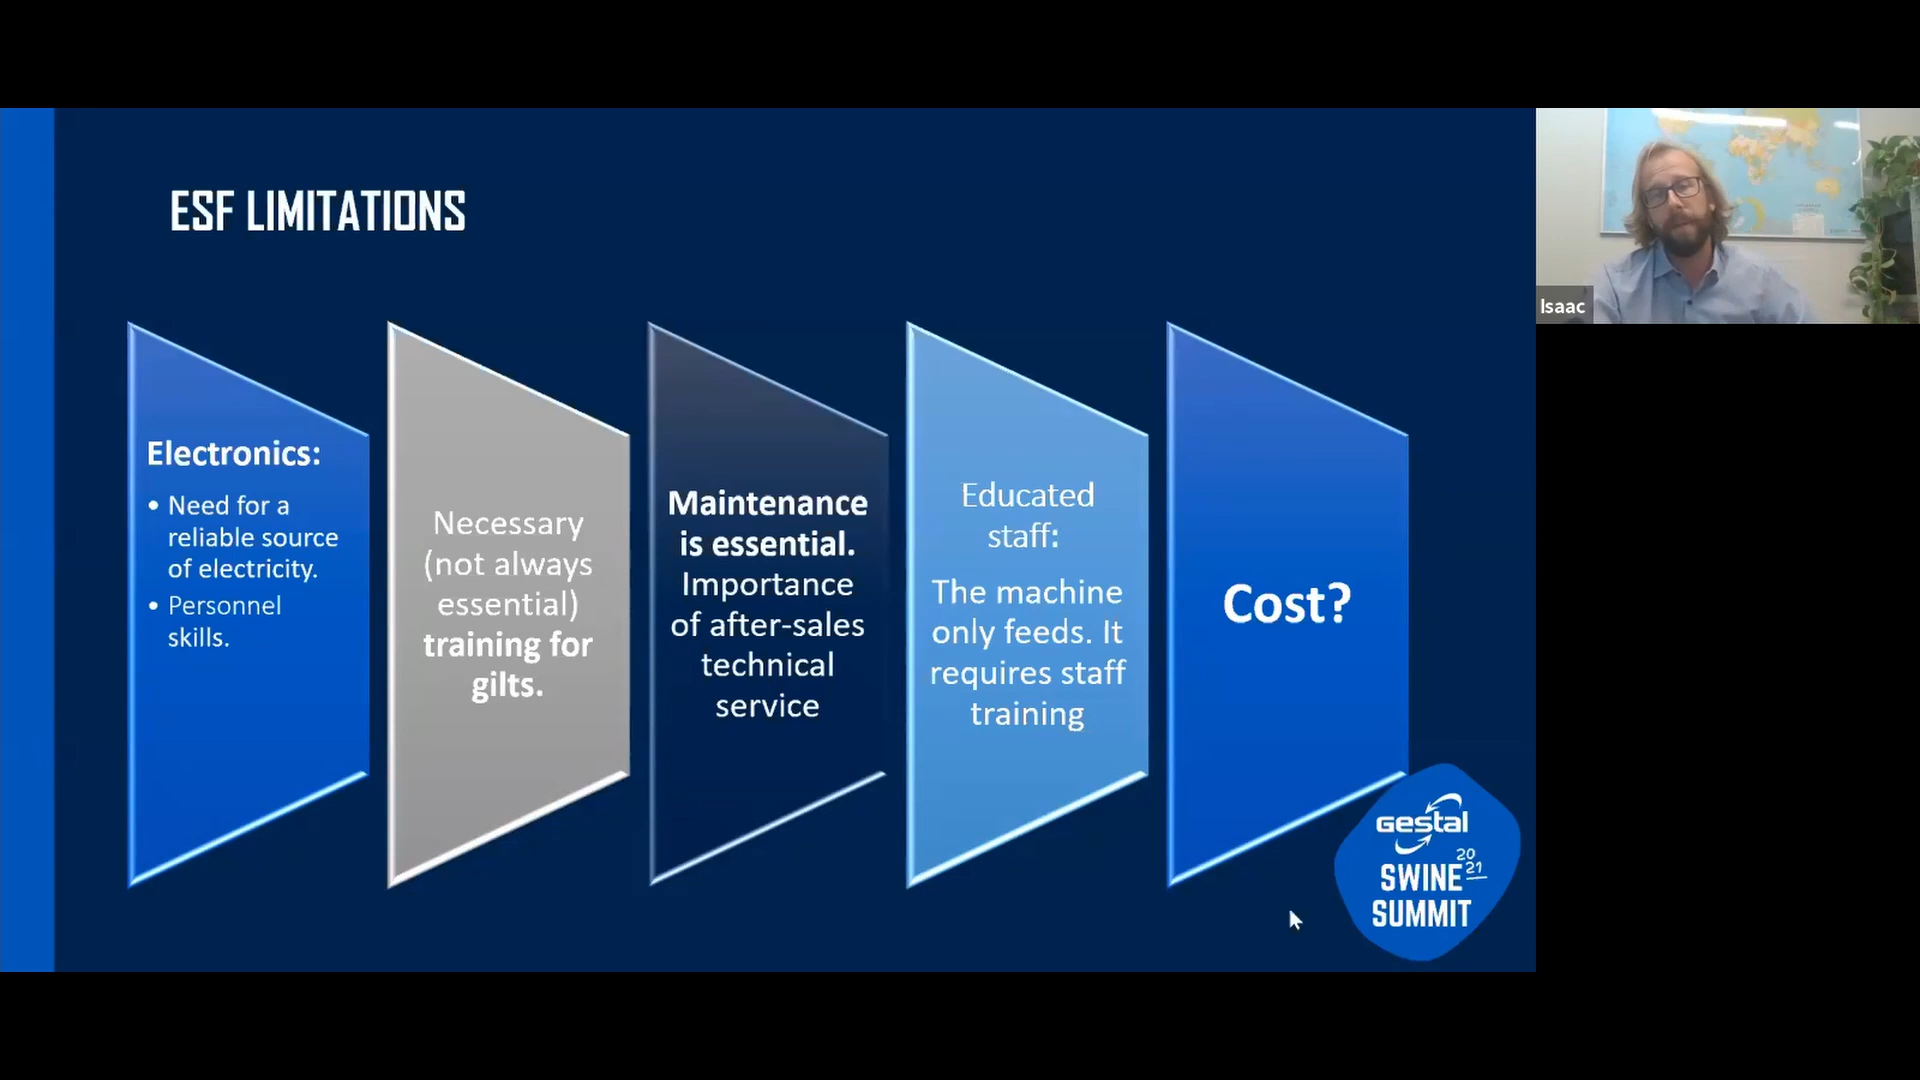 ESF LIMITATIONS
Electronics:
• Need for a
reliable source
of electricity.
• Personnel
skills.
Necessary
(not always
essential)
training for
gilts.
Maintenance
is essential.
Importance
of after-sales
technical
service
Educated
staff:
The machine
only feeds. It
requires staff
training
Cost?
Gestal
20
21
SWINE
SUMMIT
Isaac